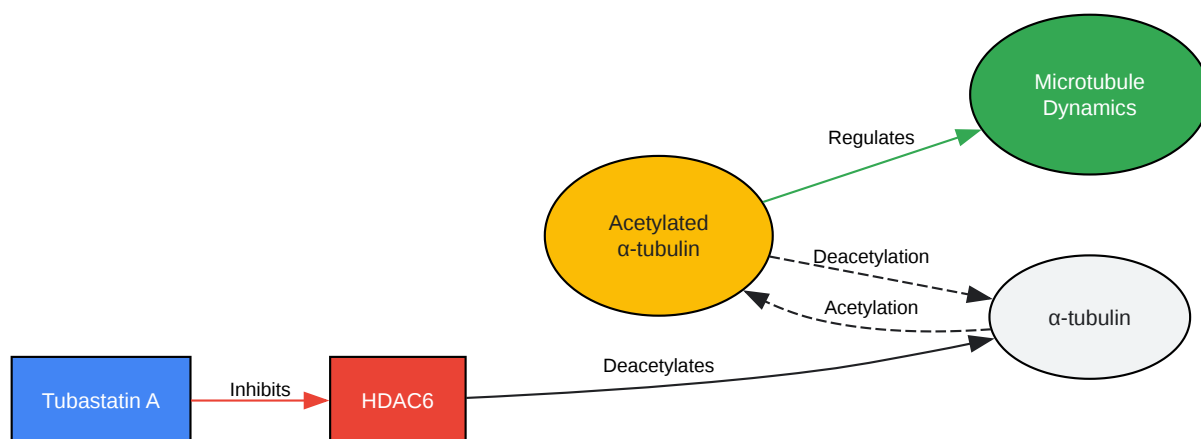 Microtubule
Dynamics
Regulates
Acetylated
α-tubulin
Deacetylation
Acetylation
α-tubulin
Deacetylates
Tubastatin A
Inhibits
HDAC6